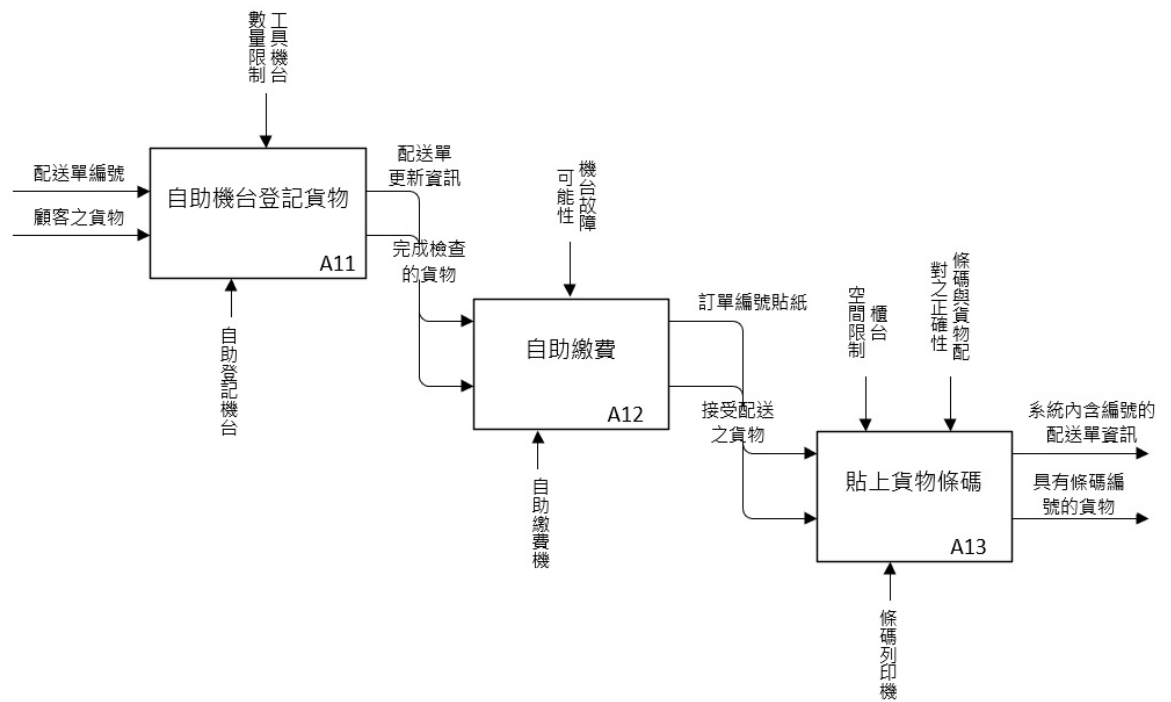 工具機台
數量限制
配送單編號
顧客之貨物
自助機台登記貨物
A11
自助登記機台
配送單
更新資訊
完成檢查
的貨物
機台故障
可能性
自助繳費
A12
自助繳費機
訂單編號貼紙
接受配送
之貨物
櫃台
空間限制
條碼與貨物配
對之正確性
貼上貨物條碼
A13
條碼列印機
系統內含編號的
配送單資訊
具有條碼編
號的貨物